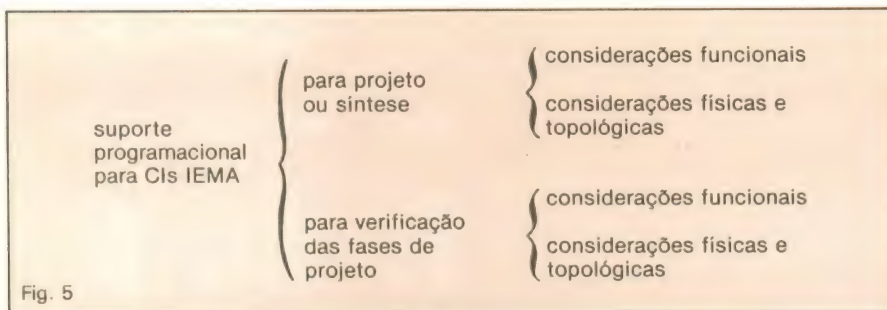 suporte
programacional
para CIs IEMA
para projeto
ou síntese
considerações funcionais
considerações físicas e
topológicas
para verificação
das fases de
projeto
considerações funcionais
considerações físicas e
topológicas
Fig. 5